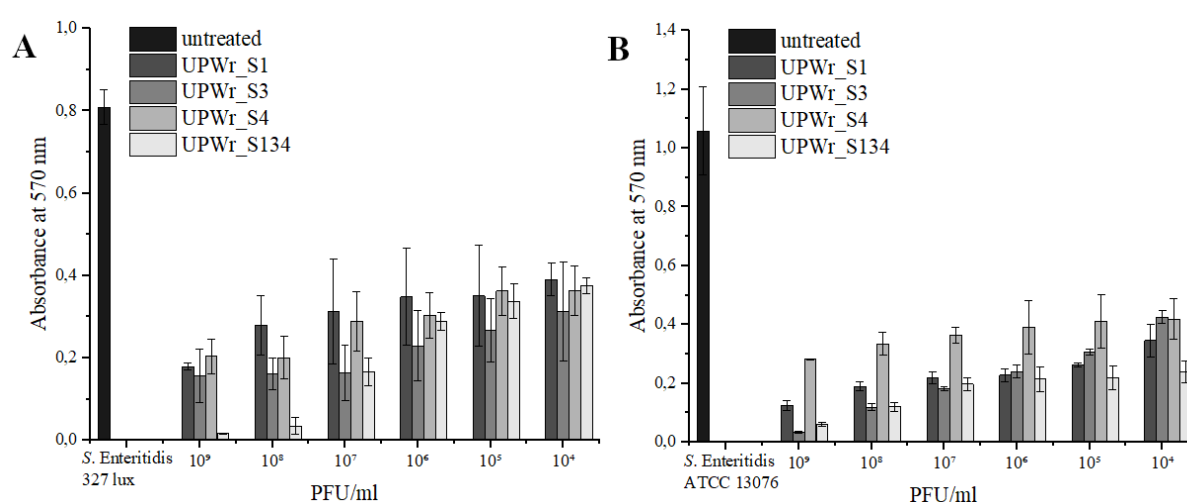 A
Absorbance at 570 nm
1,0
0,8
0,6
0,4
0,2
0,0
untreated
UPWr_S1
UPWr_S3
UPWr_S4
UPWr_S134
S. Enteritidis
327 lux
10⁹
10⁸
10⁷
10⁶
10⁵
10⁴
PFU/ml
B
Absorbance at 570 nm
1,4
1,2
1,0
0,8
0,6
0,4
0,2
0,0
untreated
UPWr_S1
UPWr_S3
UPWr_S4
UPWr_S134
S. Enteritidis
ATCC 13076
10⁹
10⁸
10⁷
10⁶
10⁵
10⁴
PFU/ml